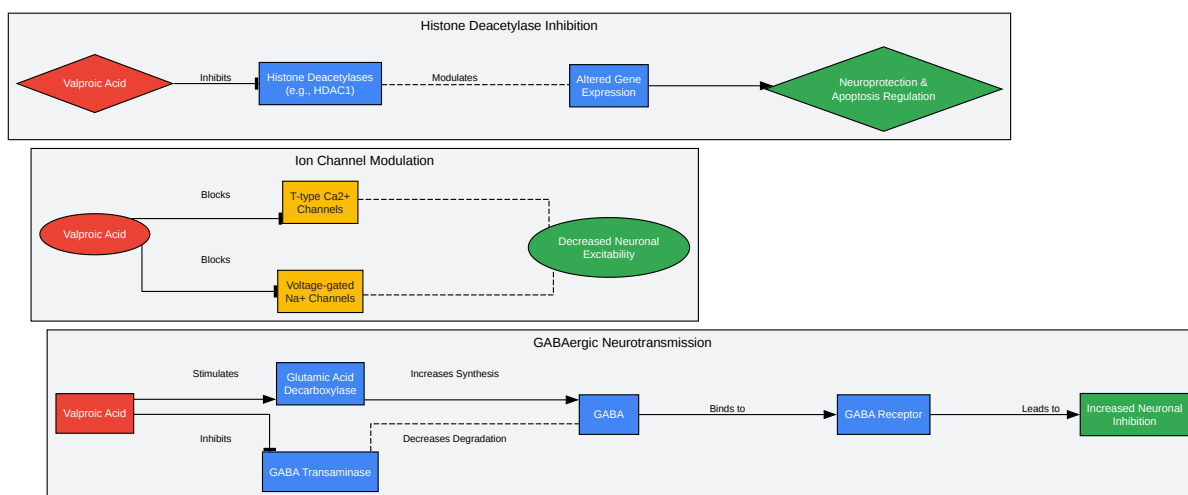 Histone Deacetylase Inhibition
Valproic Acid
Inhibits
Histone Deacetylases
(e.g., HDAC1)
Modulates
Altered Gene
Expression
Neuroprotection &
Apoptosis Regulation
Ion Channel Modulation
Valproic Acid
Blocks
T-type Ca2+
Channels
Blocks
Voltage-gated
Na+ Channels
Decreased Neuronal
Excitability
GABAergic Neurotransmission
Valproic Acid
Stimulates
Glutamic Acid
Decarboxylase
Increases Synthesis
Inhibits
GABA Transaminase
Decreases Degradation
GABA
Binds to
GABA Receptor
Leads to
Increased Neuronal
Inhibition